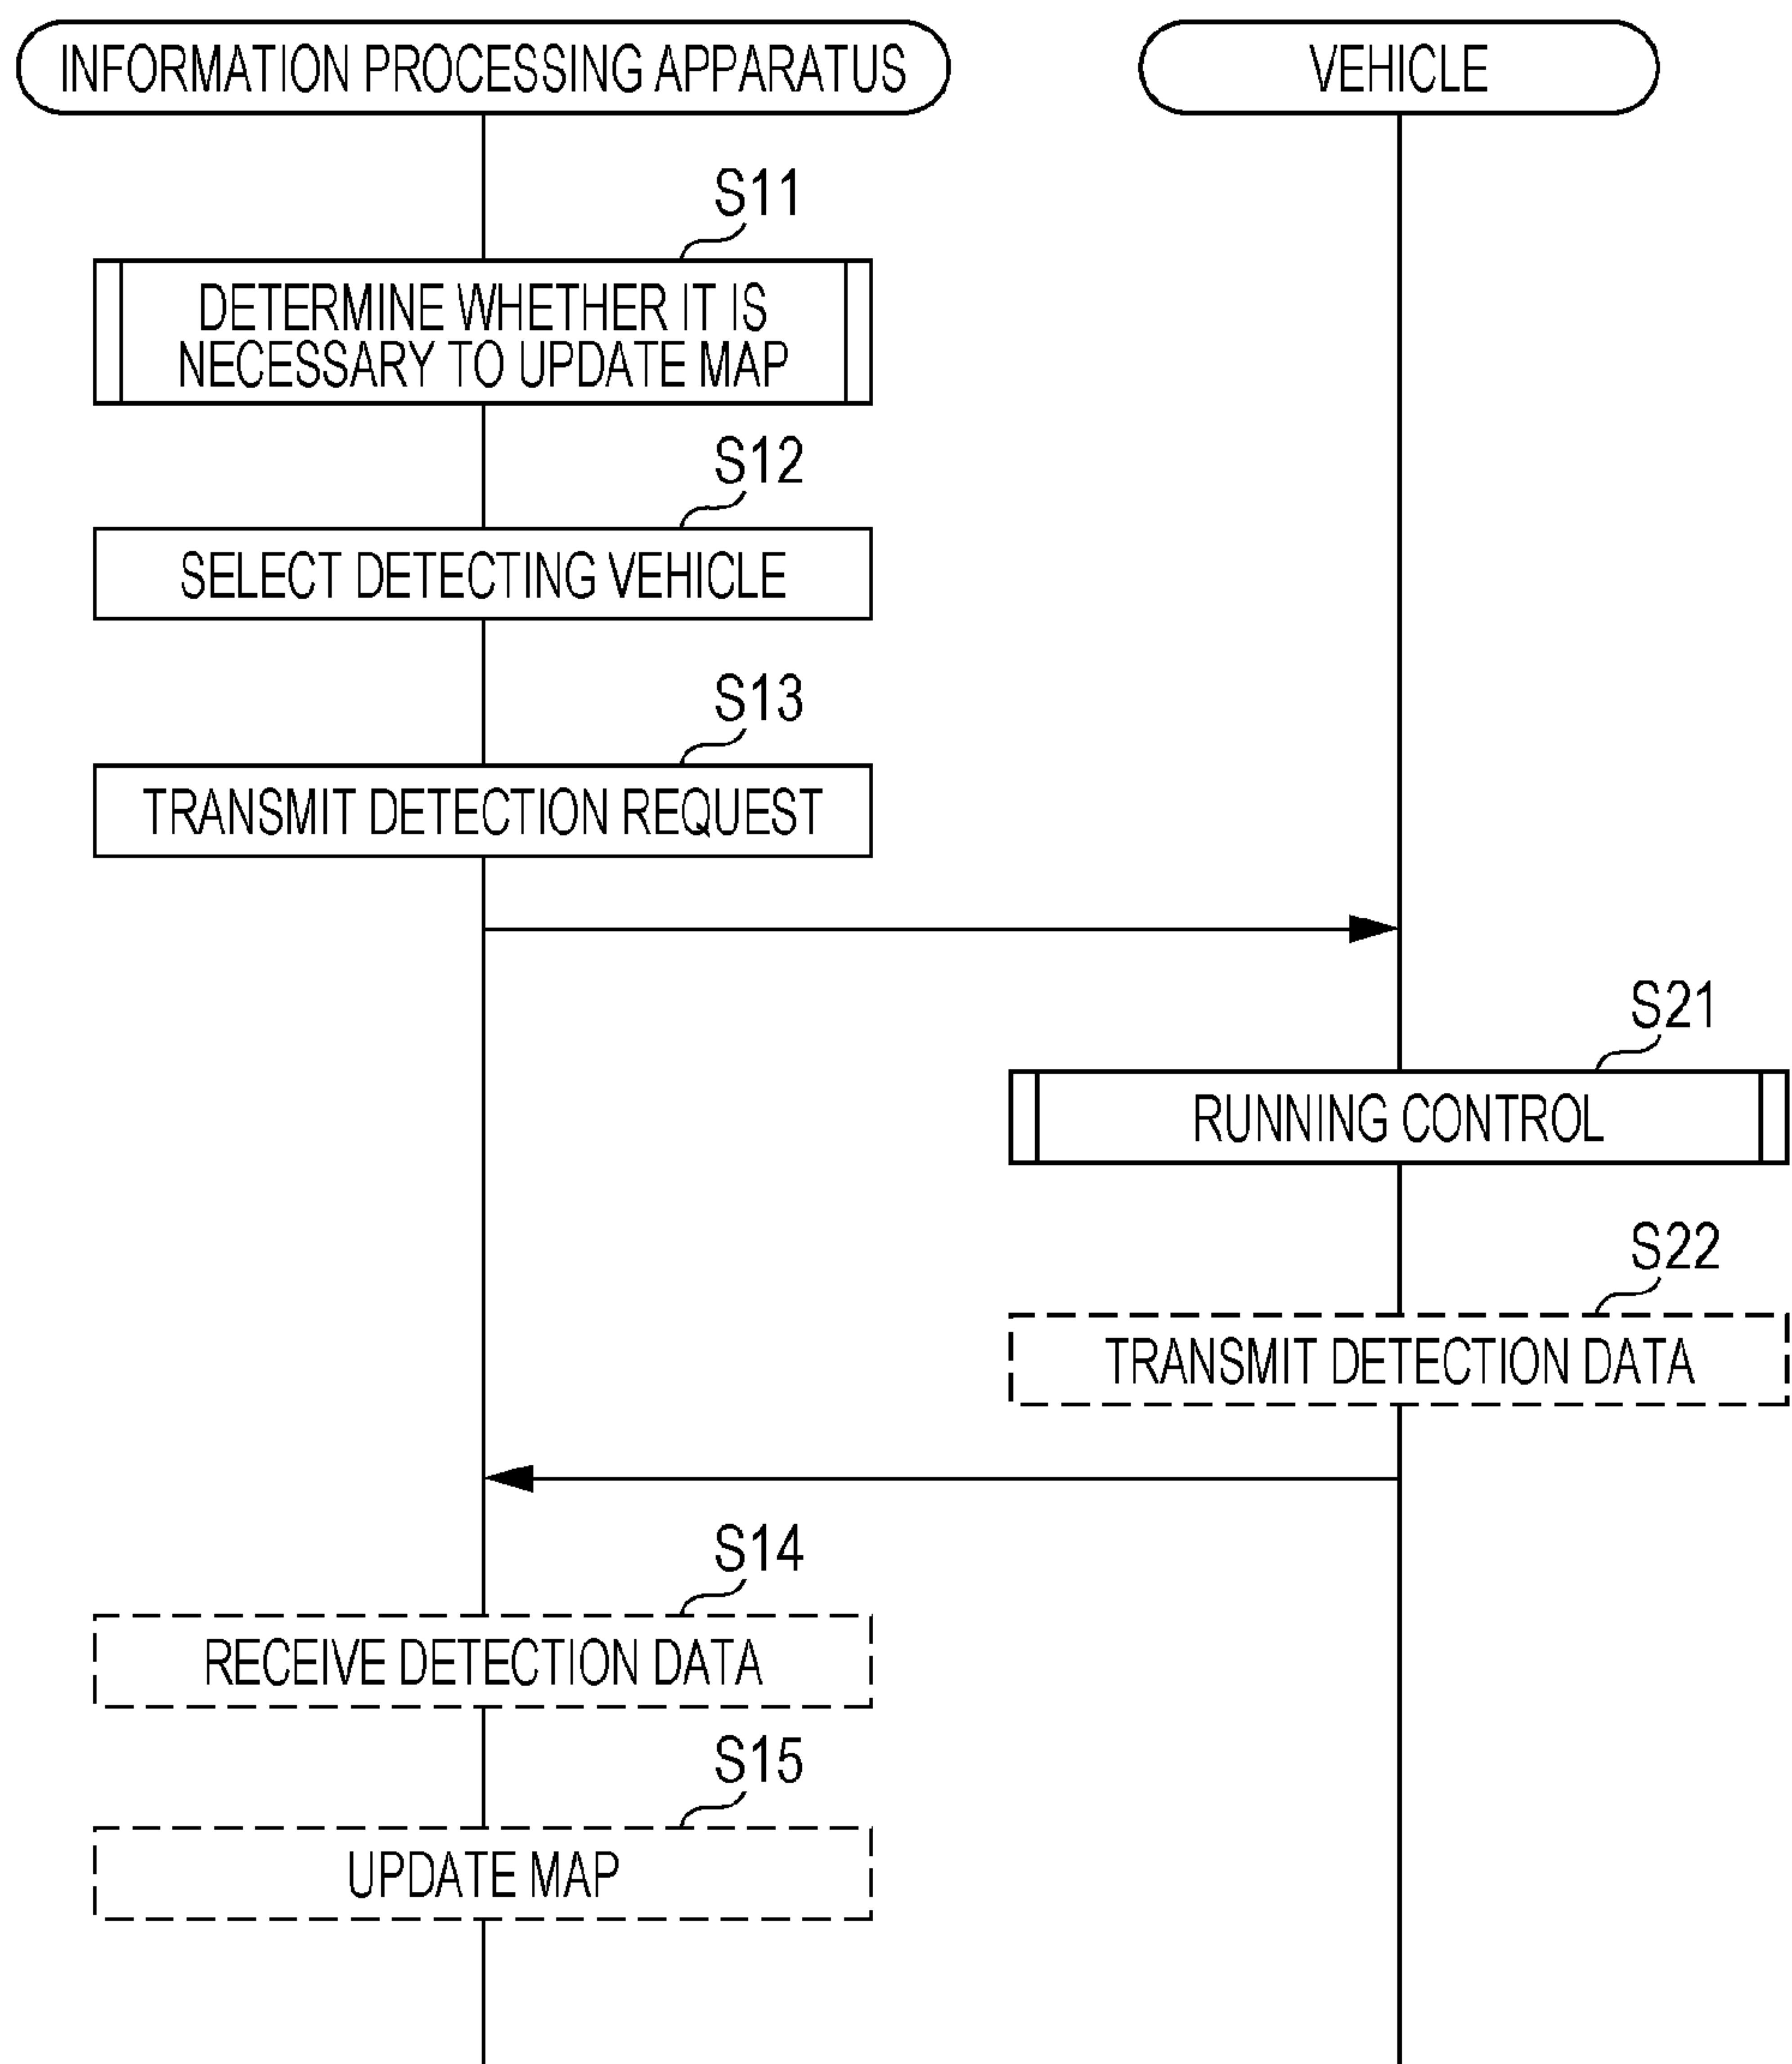 INFORMATION PROCESSING APPARATUS
VEHICLE
S11
DETERMINE WHETHER IT IS
NECESSARY TO UPDATE MAP
S12
SELECT DETECTING VEHICLE
S13
TRANSMIT DETECTION REQUEST
S21
RUNNING CONTROL
S22
TRANSMIT DETECTION DATA
S14
RECEIVE DETECTION DATA
S15
UPDATE MAP